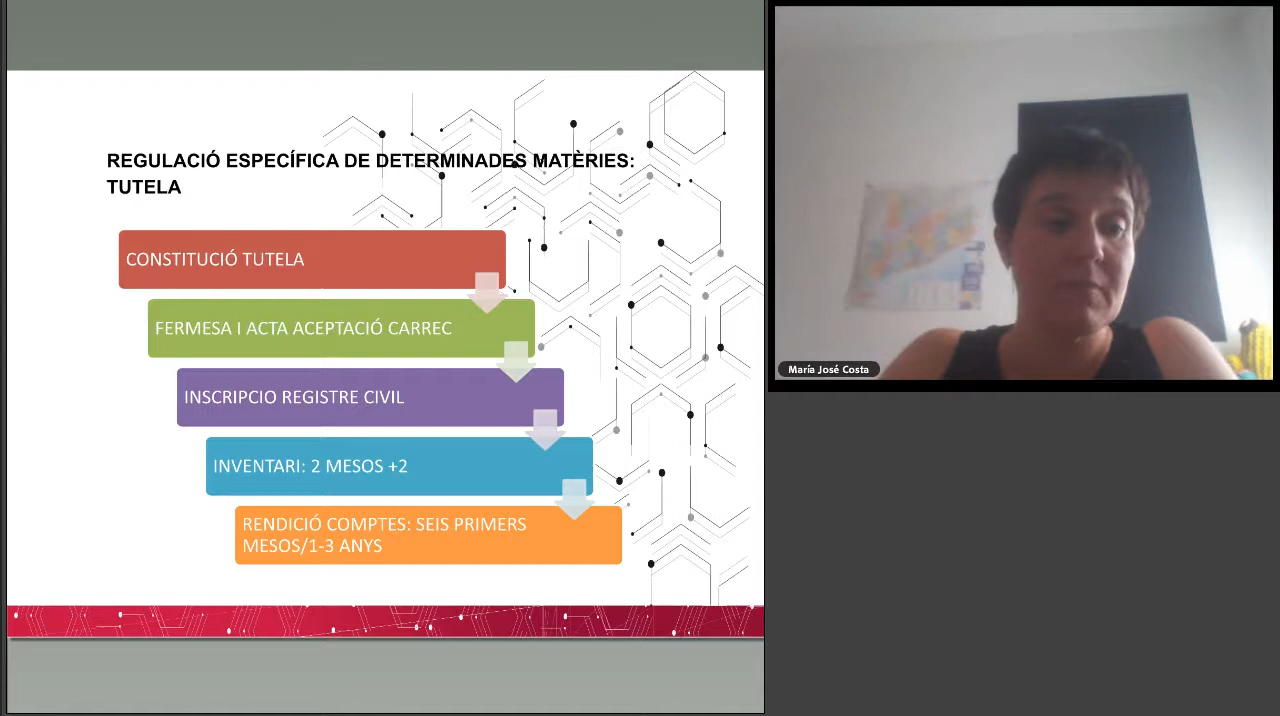 REGULACIÓ ESPECÍFICA DE DETERMINADES MATÈRIES:
TUTELA
CONSTITUCIÓ TUTELA
FERMESA I ACTA ACEPTACIÓ CARREC
INSCRIPCIO REGISTRE CIVIL
INVENTARI: 2 MESOS +2
RENDICIÓ COMPTES: SEIS PRIMERS
MESOS/1-3 ANYS
María José Costa